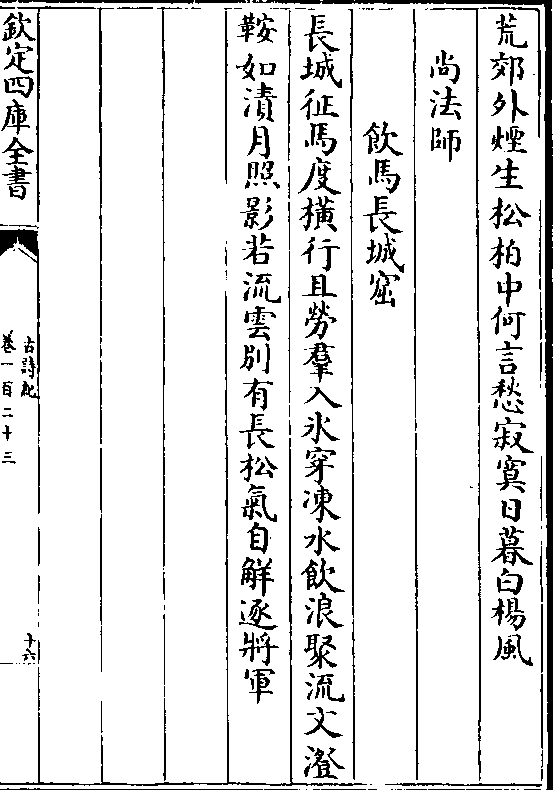 荒郊外煙生松柏中何言愁寂寞日暮白楊風
尚法師
飲馬長城窟
長城征馬度橫行且勞羣入氷穿凍水飲浪聚流文澄
鞍如漬月照影若流雲別有長松氣自解逐將軍
欽定四庫全書
古詩紀
卷一百二十三
十六